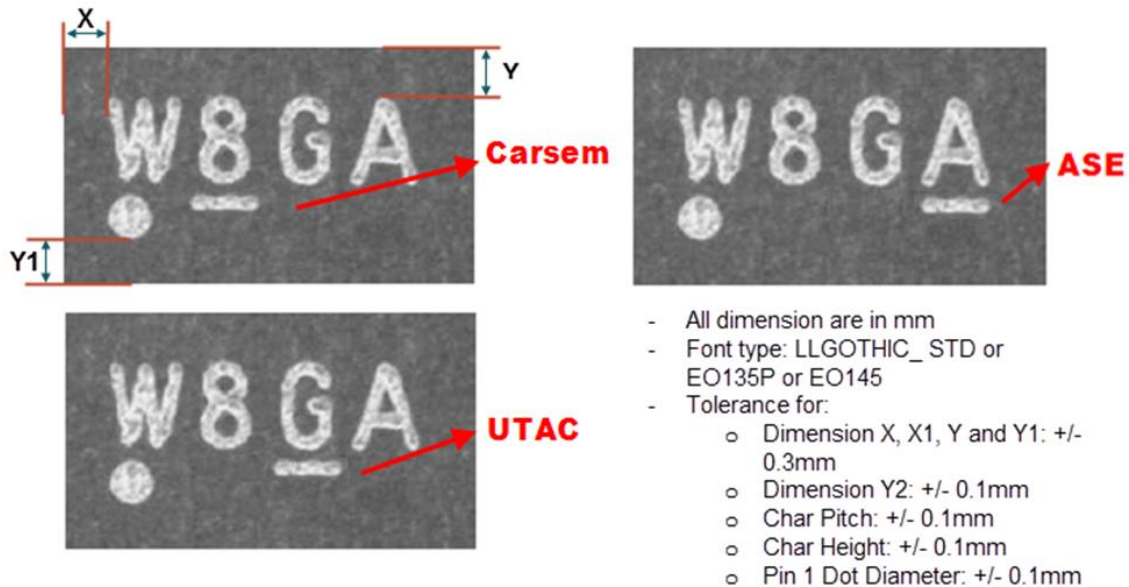 X
Y
W8GA
Carsem
Y1
W8GA
ASE
W8GA
UTAC
- All dimension are in mm
- Font type: LLGOTHIC_ STD or
EO135P or EO145
- Tolerance for:
o Dimension X, X1, Y and Y1: +/-
0.3mm
o Dimension Y2: +/- 0.1mm
o Char Pitch: +/- 0.1mm
o Char Height: +/- 0.1mm
o Pin 1 Dot Diameter: +/- 0.1mm